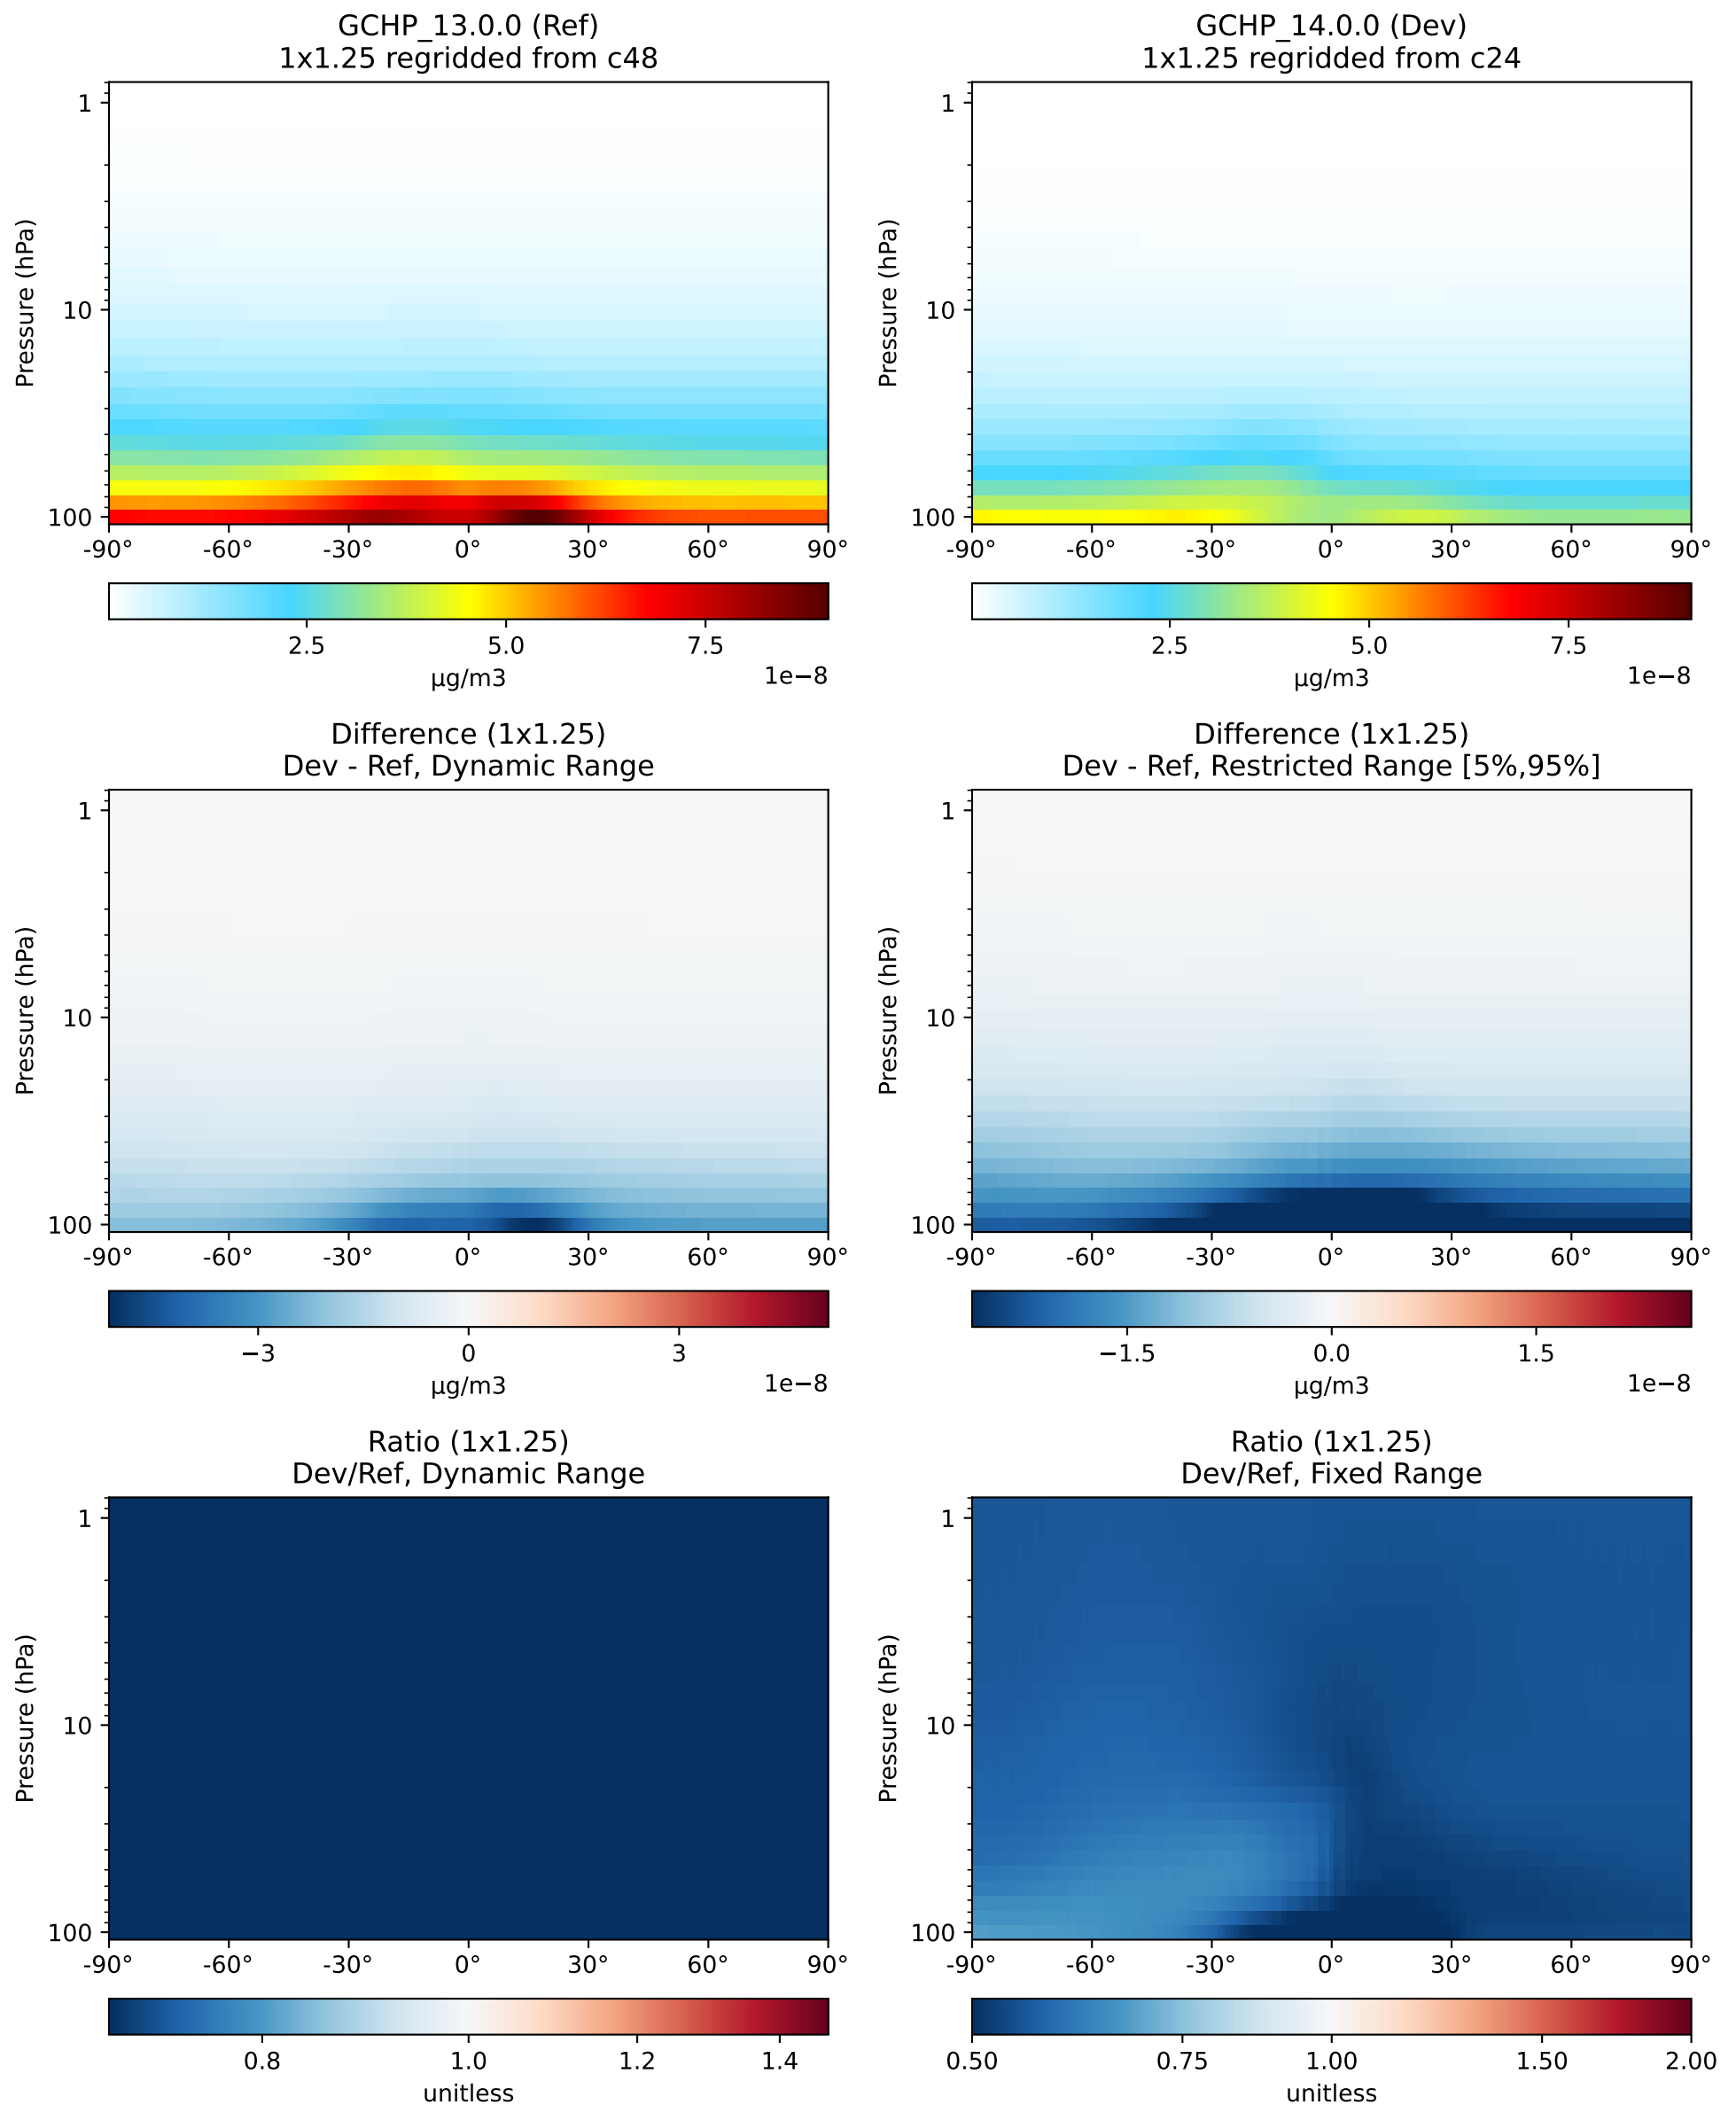 GCHP_13.0.0 (Ref)
1x1.25 regridded from c48
Pressure (hPa)
1
10
100
-90° -60° -30° 0° 30° 60° 90°
2.5 5.0 7.5
µg/m3
1e−8
GCHP_14.0.0 (Dev)
1x1.25 regridded from c24
Pressure (hPa)
1
10
100
-90° -60° -30° 0° 30° 60° 90°
2.5 5.0 7.5
µg/m3
1e−8
Difference (1x1.25)
Dev - Ref, Dynamic Range
Pressure (hPa)
1
10
100
-90° -60° -30° 0° 30° 60° 90°
−3 0 3
µg/m3
1e−8
Difference (1x1.25)
Dev - Ref, Restricted Range [5%,95%]
Pressure (hPa)
1
10
100
-90° -60° -30° 0° 30° 60° 90°
−1.5 0.0 1.5
µg/m3
1e−8
Ratio (1x1.25)
Dev/Ref, Dynamic Range
Pressure (hPa)
1
10
100
-90° -60° -30° 0° 30° 60° 90°
0.8 1.0 1.2 1.4
unitless
Ratio (1x1.25)
Dev/Ref, Fixed Range
Pressure (hPa)
1
10
100
-90° -60° -30° 0° 30° 60° 90°
0.50 0.75 1.00 1.50 2.00
unitless